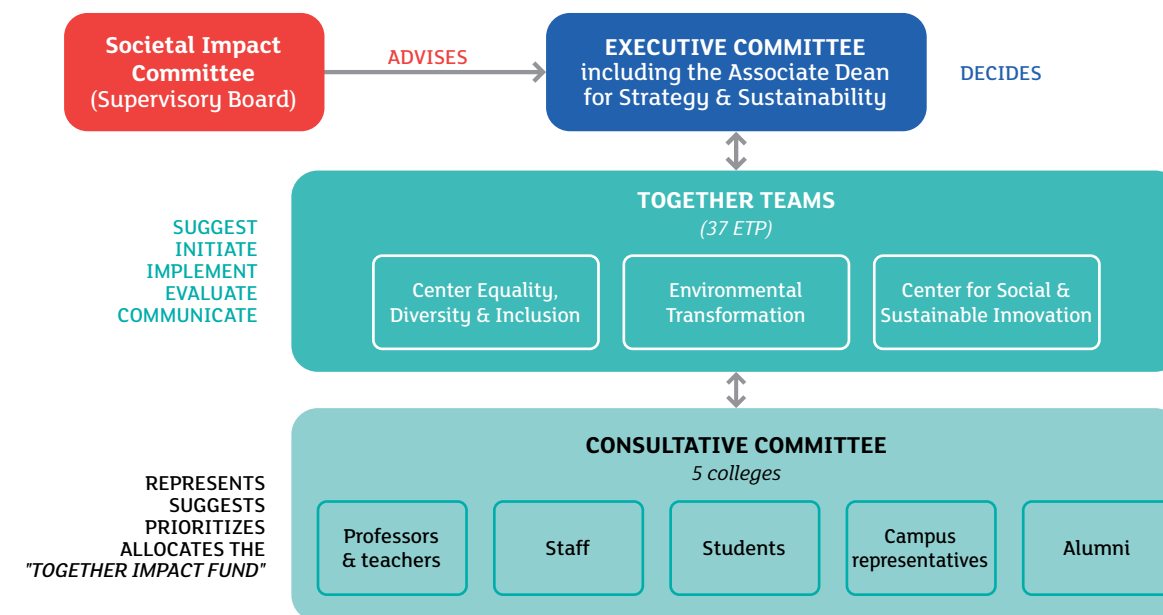 Societal Impact
Committee
(Supervisory Board)
ADVISES
EXECUTIVE COMMITTEE
including the Associate Dean
for Strategy & Sustainability
DECIDES
SUGGEST
INITIATE
IMPLEMENT
EVALUATE
COMMUNICATE
TOGETHER TEAMS
(37 ETP)
Center Equality,
Diversity & Inclusion
Environmental
Transformation
Center for Social &
Sustainable Innovation
REPRESENTS
SUGGESTS
PRIORITIZES
ALLOCATES THE
"TOGETHER IMPACT FUND"
CONSULTATIVE COMMITTEE
5 colleges
Professors
& teachers
Staff
Students
Campus
representatives
Alumni